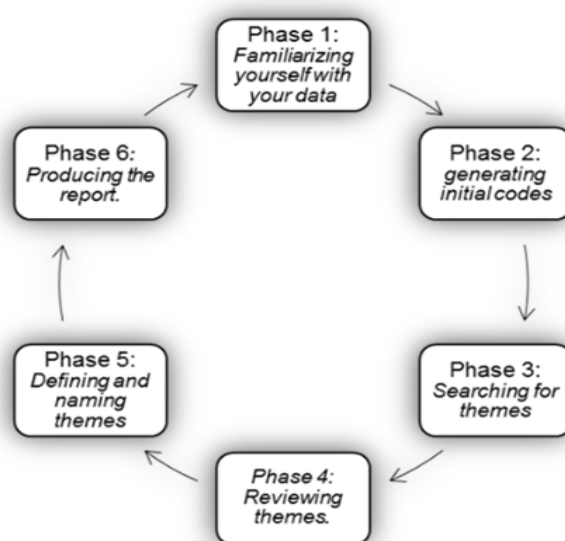 Phase 1:
Familiarizing
yourself with
your data
Phase 2:
generating
initial codes
Phase 3:
Searching for
themes
Phase 4:
Reviewing
themes.
Phase 5:
Defining and
naming
themes
Phase 6:
Producing the
report.